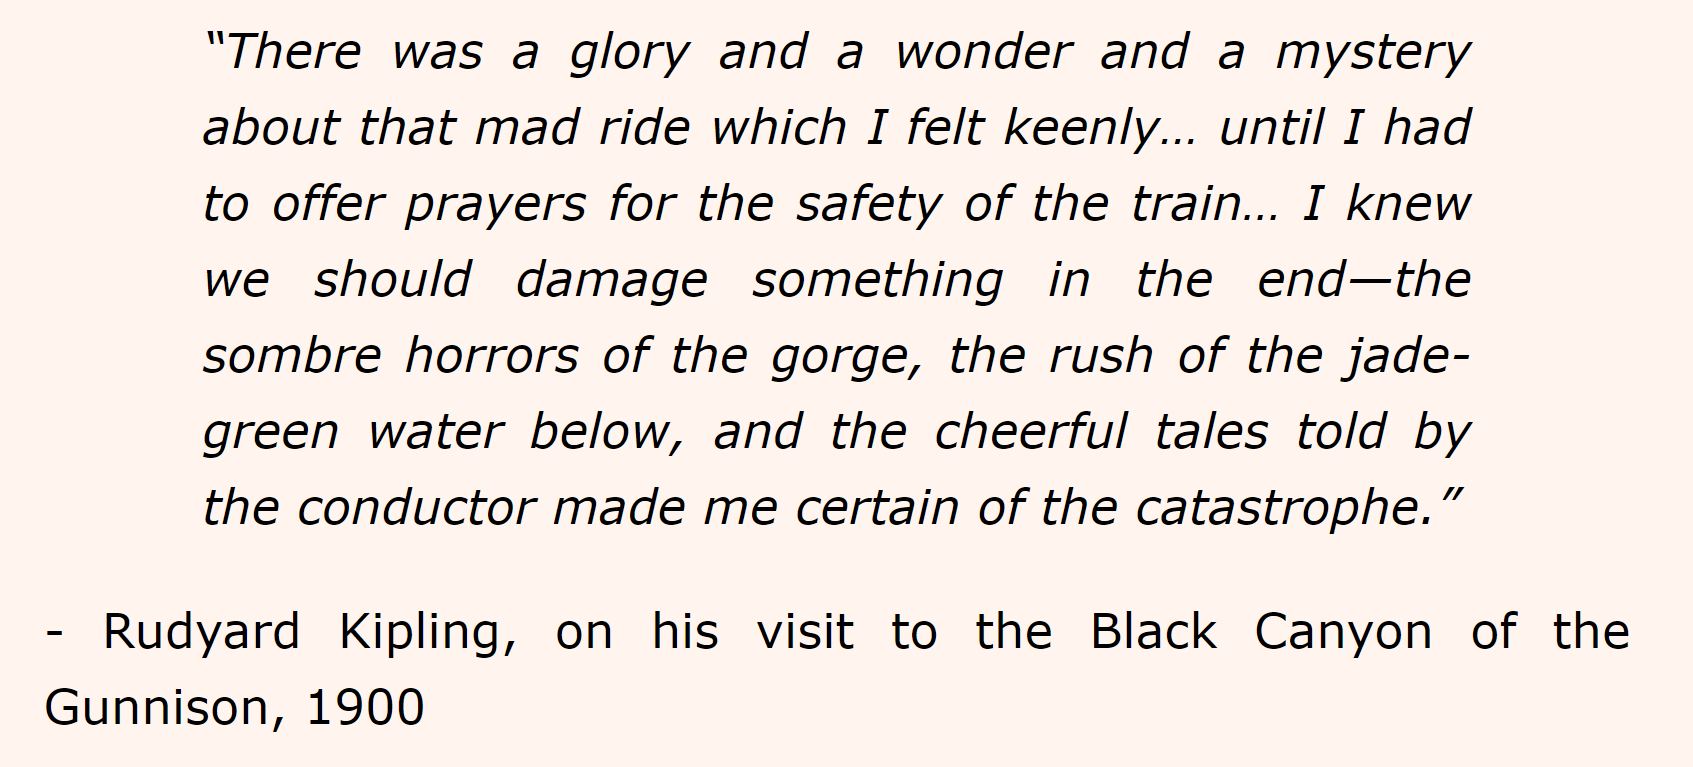 “There was a glory and a wonder and a mystery
about that mad ride which I felt keenly… until I had
to offer prayers for the safety of the train… I knew
we should damage something in the end—the
sombre horrors of the gorge, the rush of the jade-
green water below, and the cheerful tales told by
the conductor made me certain of the catastrophe.”
- Rudyard Kipling, on his visit to the Black Canyon of the
Gunnison, 1900